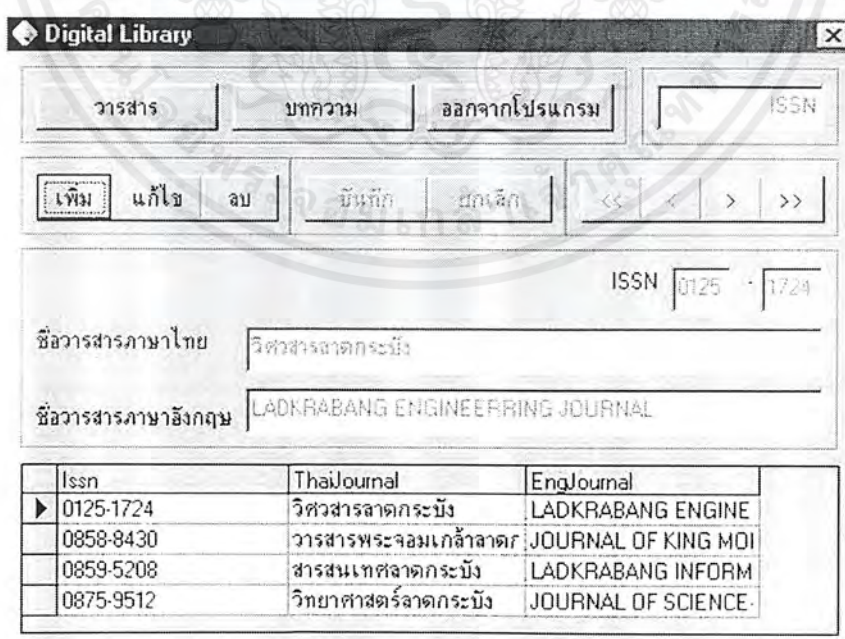 Digital Library
วารสาร บทความ ออกจากโปรแกรม ISSN
เพิ่ม แก้ไข ลบ บันทึก ยกเลิก << < > >>
ISSN 0125 - 1724
ชื่อวารสารภาษาไทย วิศวสารลาดกระบัง
ชื่อวารสารภาษาอังกฤษ LADKRABANG ENGINEERRING JOURNAL
Issn ThaiJournal EngJournal
0125-1724 วิศวสารลาดกระบัง LADKRABANG ENGINE
0858-8430 วารสารพระจอมเกล้าลาดก JOURNAL OF KING MOI
0859-5208 สารสนเทศลาดกระบัง LADKRABANG INFORM
0875-9512 วิทยาศาสตร์ลาดกระบัง JOURNAL OF SCIENCE-